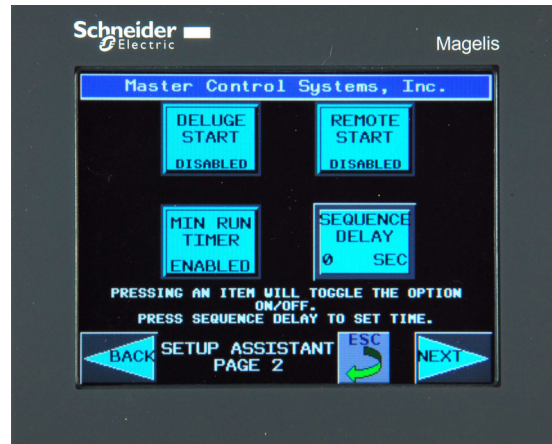 Schneider
Electric
Magelis
Master Control Systems, Inc.
DELUGE
START
DISABLED
REMOTE
START
DISABLED
MIN RUN
TIMER
ENABLED
SEQUENCE
DELAY
0 SEC
PRESSING AN ITEM WILL TOGGLE THE OPTION
ON/OFF.
PRESS SEQUENCE DELAY TO SET TIME.
BACK
SETUP ASSISTANT
PAGE 2
ESC
NEXT